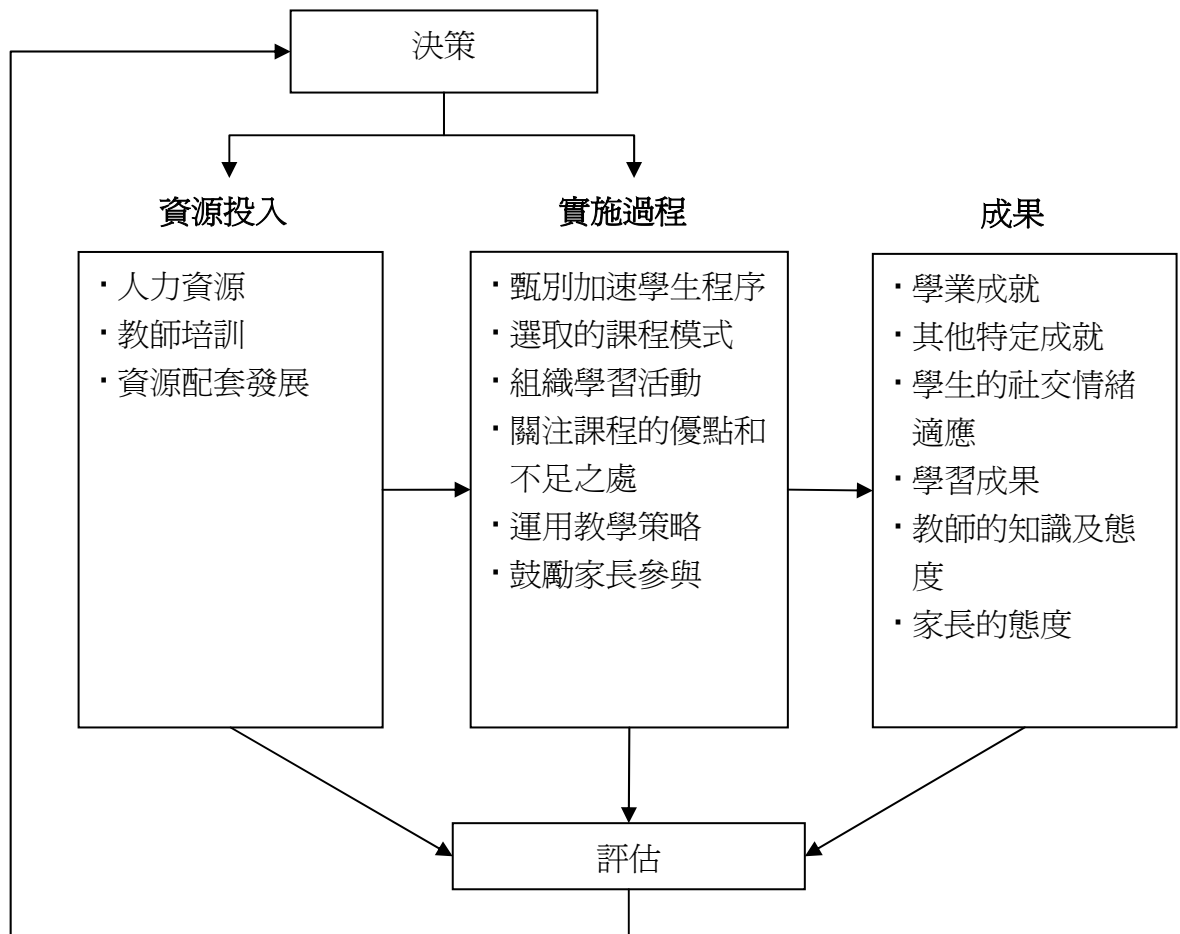 決策
資源投入
實施過程
成果
‧人力資源
‧教師培訓
‧資源配套發展
‧甄別加速學生程序
‧選取的課程模式
‧組織學習活動
‧關注課程的優點和
不足之處
‧運用教學策略
‧鼓勵家長參與
‧學業成就
‧其他特定成就
‧學生的社交情緒
適應
‧學習成果
‧教師的知識及態
度
‧家長的態度
評估